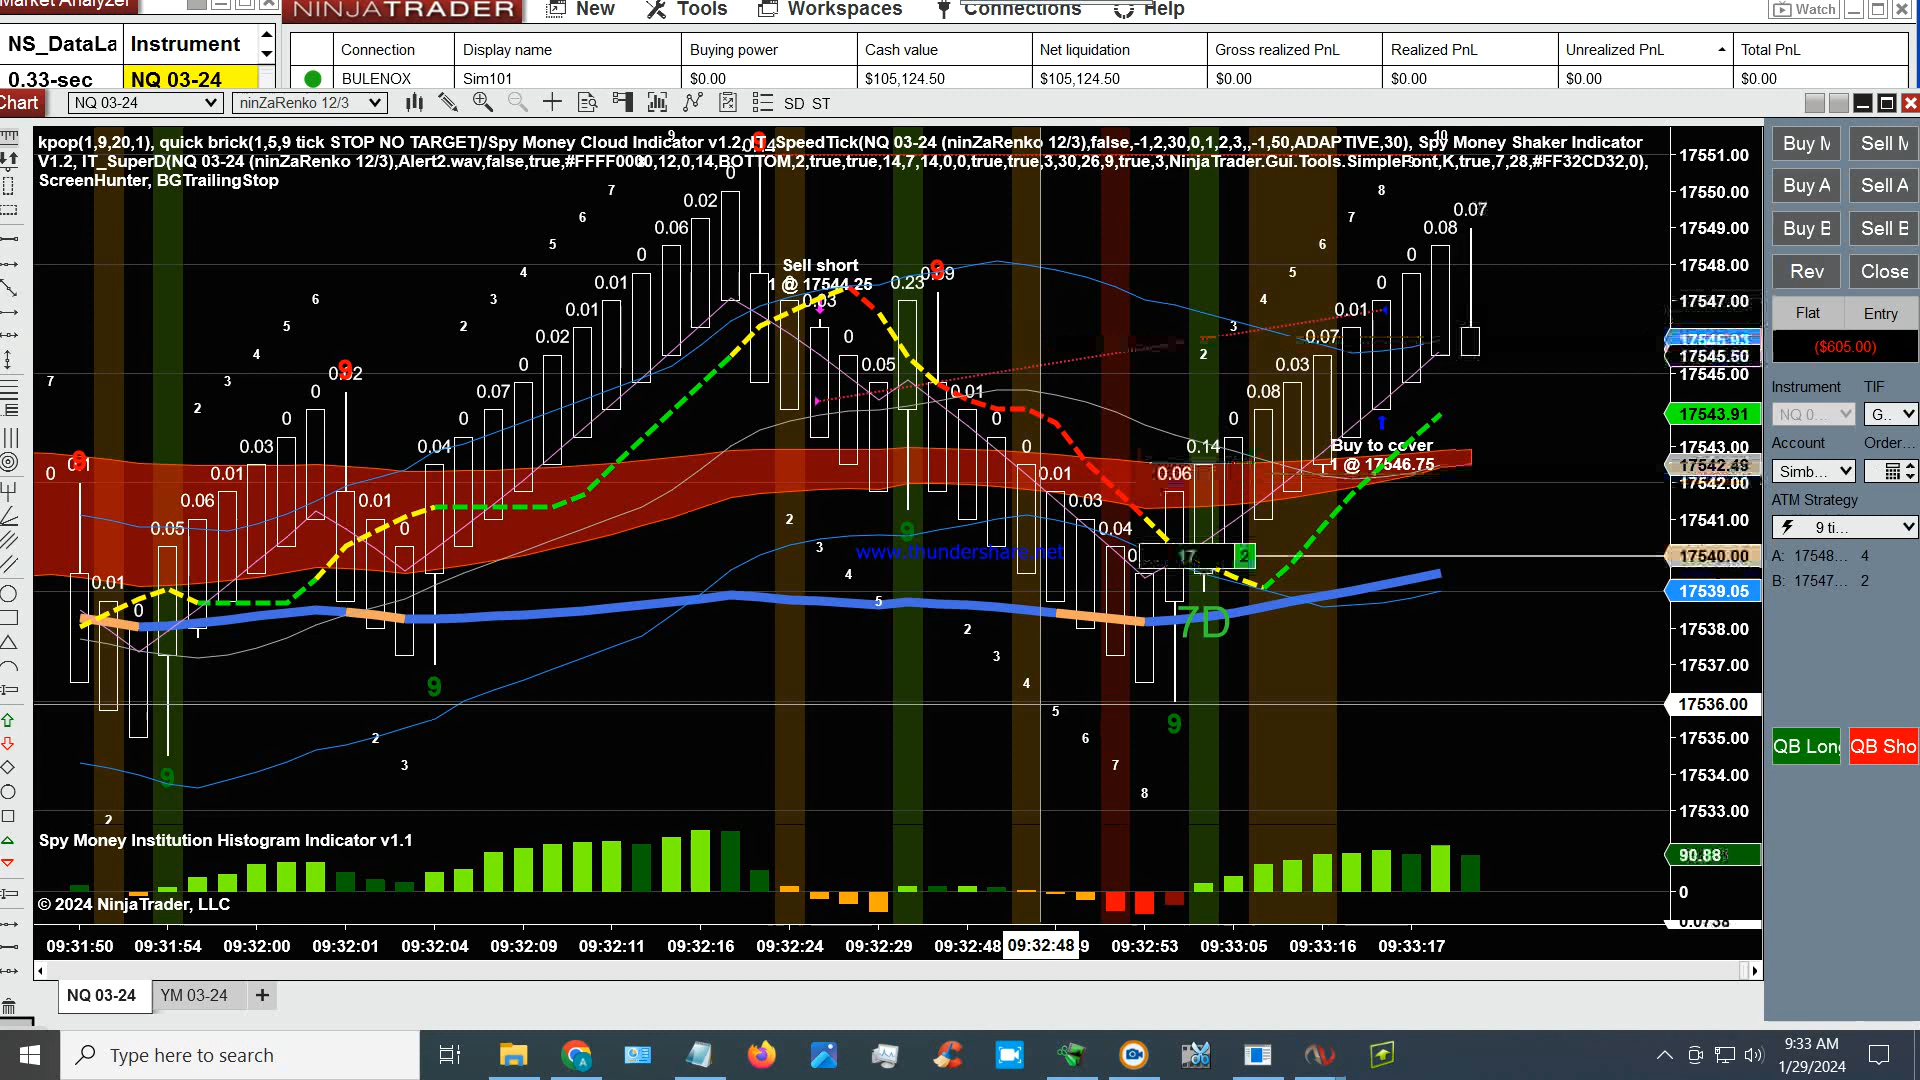 Market Analyzer
NINJATRADER
New
Tools
Workspaces
Connections
Help
Watch
NS_DataLa
Instrument
0.33-sec
NQ 03-24
Connection
Display name
Buying power
Cash value
Net liquidation
Gross realized PnL
Realized PnL
Unrealized PnL
Total PnL
BULENOX
Sim101
$0.00
$105,124.50
$105,124.50
$0.00
$0.00
$0.00
$0.00
Chart
NQ 03-24
ninZaRenko 12/3
SD ST
kpop(1,9,20,1), quick brick(1,5,9 tick STOP NO TARGET)/Spy Money Cloud Indicator v1.2, IT_SpeedTick(NQ 03-24 (ninZaRenko 12/3),false,-1,2,30,0,1,2,3,,-1,50,ADAPTIVE,30), Spy Money Shaker Indicator
V1.2, IT_SuperD(NQ 03-24 (ninZaRenko 12/3),Alert2.wav,false,true,#FFFF0000,12,0,14,BOTTOM,2,true,true,14,7,14,0,0,true,true,3,30,26,9,true,3,NinjaTrader.Gui.Tools.SimpleFont,K,true,7,28,#FF32CD32,0),
ScreenHunter, BGTrailingStop
Sell short
1 @ 17544.25
Buy to cover
1 @ 17546.75
www.thundershare.net
7D
17551.00
17550.00
17549.00
17548.00
17547.00
17545.93
17545.50
17545.00
17543.91
17543.00
17542.49
17542.00
17541.00
17540.00
17539.05
17538.00
17537.00
17536.00
17535.00
17534.00
17533.00
90.88
0
Spy Money Institution Histogram Indicator v1.1
© 2024 NinjaTrader, LLC
09:31:50
09:31:54
09:32:00
09:32:01
09:32:04
09:32:09
09:32:11
09:32:16
09:32:24
09:32:29
09:32:48
09:32:48
09:32:53
09:33:05
09:33:16
09:33:17
NQ 03-24
YM 03-24
+
Buy M
Sell M
Buy A
Sell A
Buy B
Sell B
Rev
Close
Flat
Entry
($605.00)
Instrument
TIF
NQ 0...
G..
Account
Order...
Simb...
ATM Strategy
9 ti...
A: 17548... 4
B: 17547... 2
QB Lon
QB Sho
Type here to search
9:33 AM
1/29/2024